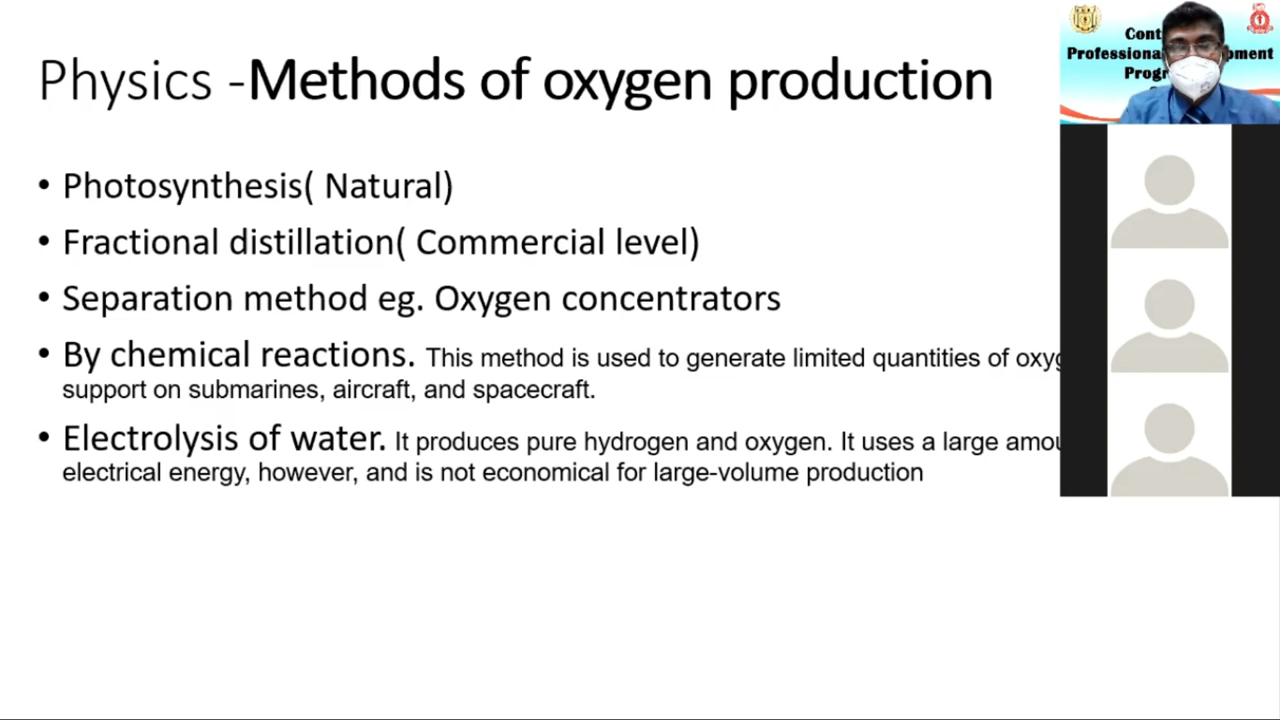 Physics -Methods of oxygen production
• Photosynthesis( Natural)
• Fractional distillation( Commercial level)
• Separation method eg. Oxygen concentrators
• By chemical reactions. This method is used to generate limited quantities of
support on submarines, aircraft, and spacecraft.
• Electrolysis of water. It produces pure hydrogen and oxygen. It uses a large
electrical energy, however, and is not economical for large-volume production